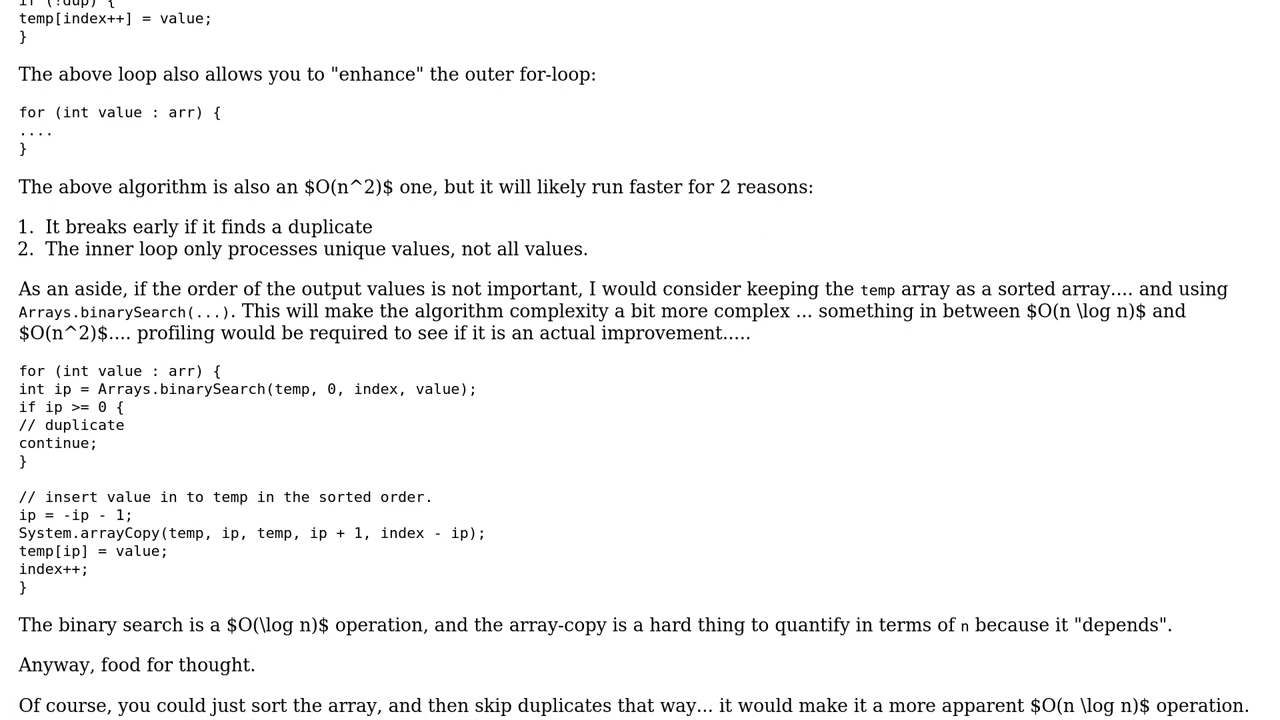 if (!dup) {
temp[index++] = value;
}
The above loop also allows you to "enhance" the outer for-loop:
for (int value : arr) {
....
}
The above algorithm is also an $O(n^2)$ one, but it will likely run faster for 2 reasons:
1. It breaks early if it finds a duplicate
2. The inner loop only processes unique values, not all values.
As an aside, if the order of the output values is not important, I would consider keeping the temp array as a sorted array.... and using
Arrays.binarySearch(...). This will make the algorithm complexity a bit more complex ... something in between $O(n \log n)$ and
$O(n^2)$.... profiling would be required to see if it is an actual improvement.....
for (int value : arr) {
int ip = Arrays.binarySearch(temp, 0, index, value);
if ip >= 0 {
// duplicate
continue;
}
// insert value in to temp in the sorted order.
ip = -ip - 1;
System.arrayCopy(temp, ip, temp, ip + 1, index - ip);
temp[ip] = value;
index++;
}
The binary search is a $O(\log n)$ operation, and the array-copy is a hard thing to quantify in terms of n because it "depends".
Anyway, food for thought.
Of course, you could just sort the array, and then skip duplicates that way... it would make it a more apparent $O(n \log n)$ operation.